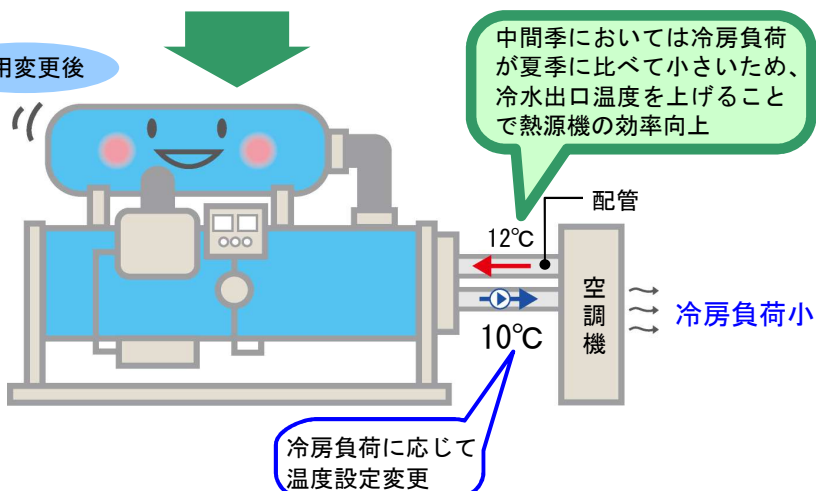 用変更後
中間季においては冷房負荷
が夏季に比べて小さいため、
冷水出口温度を上げること
で熱源機の効率向上
配管
12℃
空調機
10℃
冷房負荷小
冷房負荷に応じて
温度設定変更